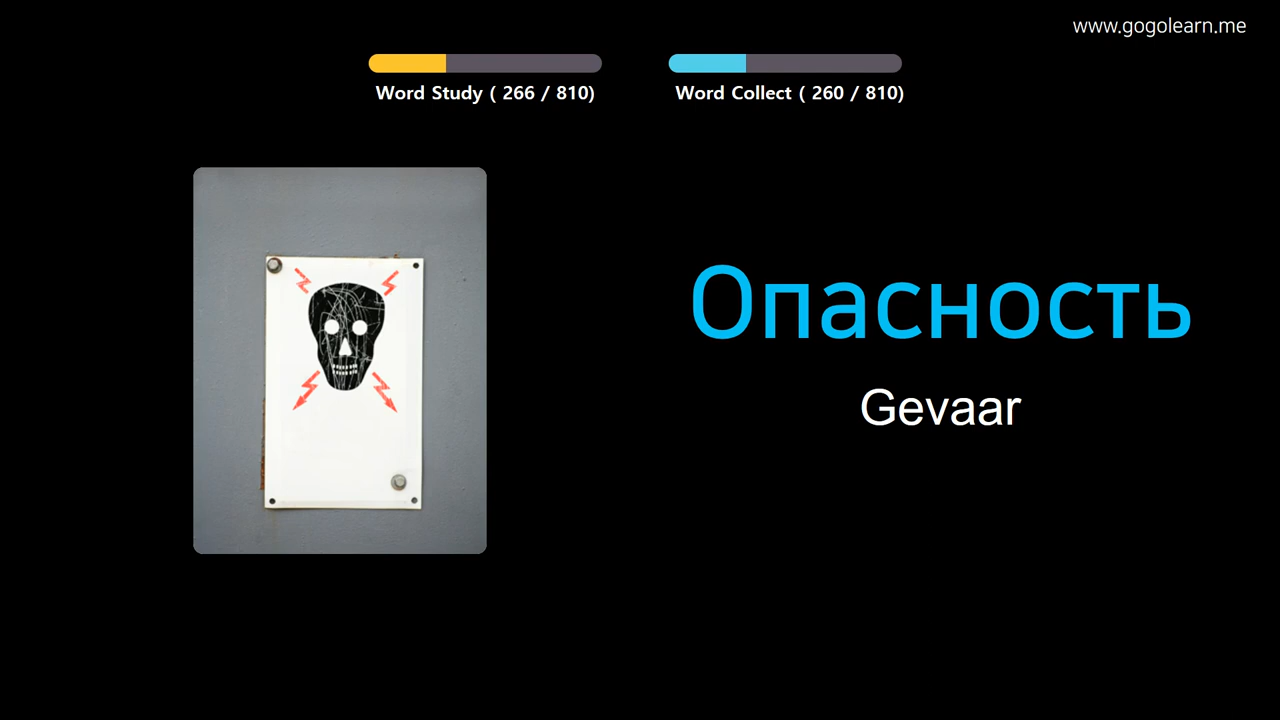 www.gogolearn.me
Word Study ( 266 / 810)
Word Collect ( 260 / 810)
Опасность
Gevaar